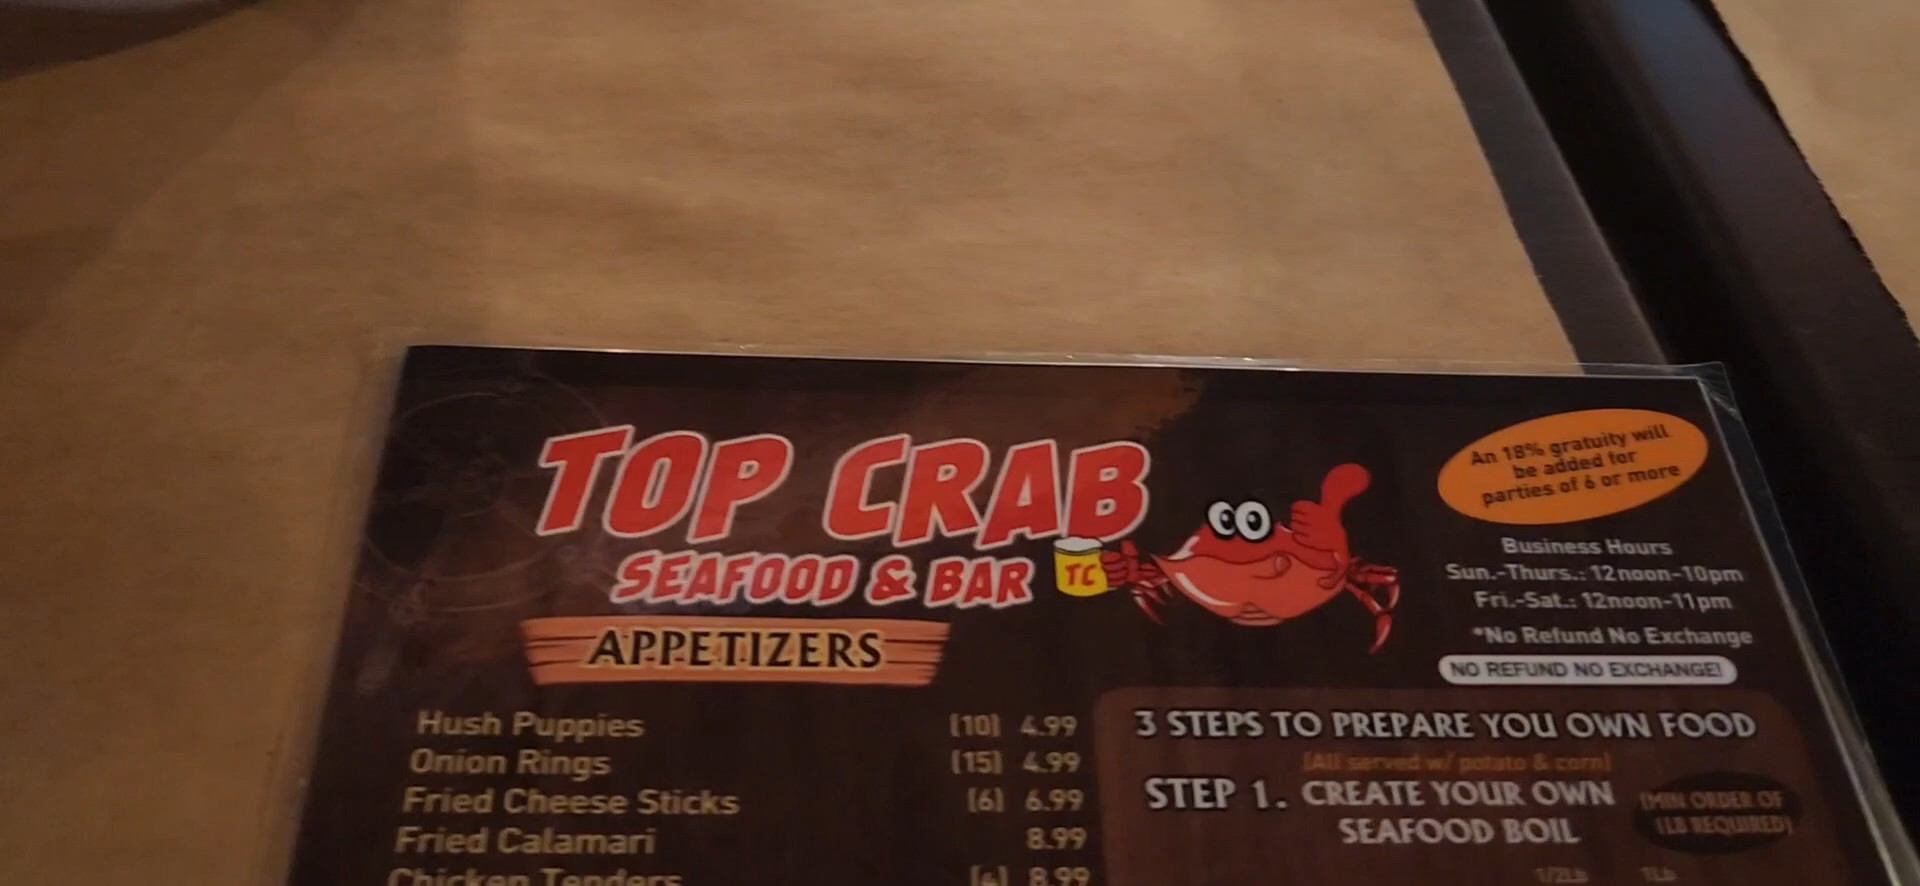 TOP CRAB
SEAFOOD & BAR
TC
An 18% gratuity will
be added for
parties of 6 or more
Business Hours
Sun.-Thurs.: 12noon-10pm
Fri.-Sat.: 12noon-11pm
*No Refund No Exchange
NO REFUND NO EXCHANGE!
APPETIZERS
Hush Puppies (10) 4.99
Onion Rings (15) 4.99
Fried Cheese Sticks (6) 6.99
Fried Calamari 8.99
Chicken Tenders (4) 8.99
3 STEPS TO PREPARE YOU OWN FOOD
(All served w/ potato & corn)
STEP 1. CREATE YOUR OWN
SEAFOOD BOIL
(MIN ORDER OF
1LB REQUIRED)
1/2Lb 1Lb